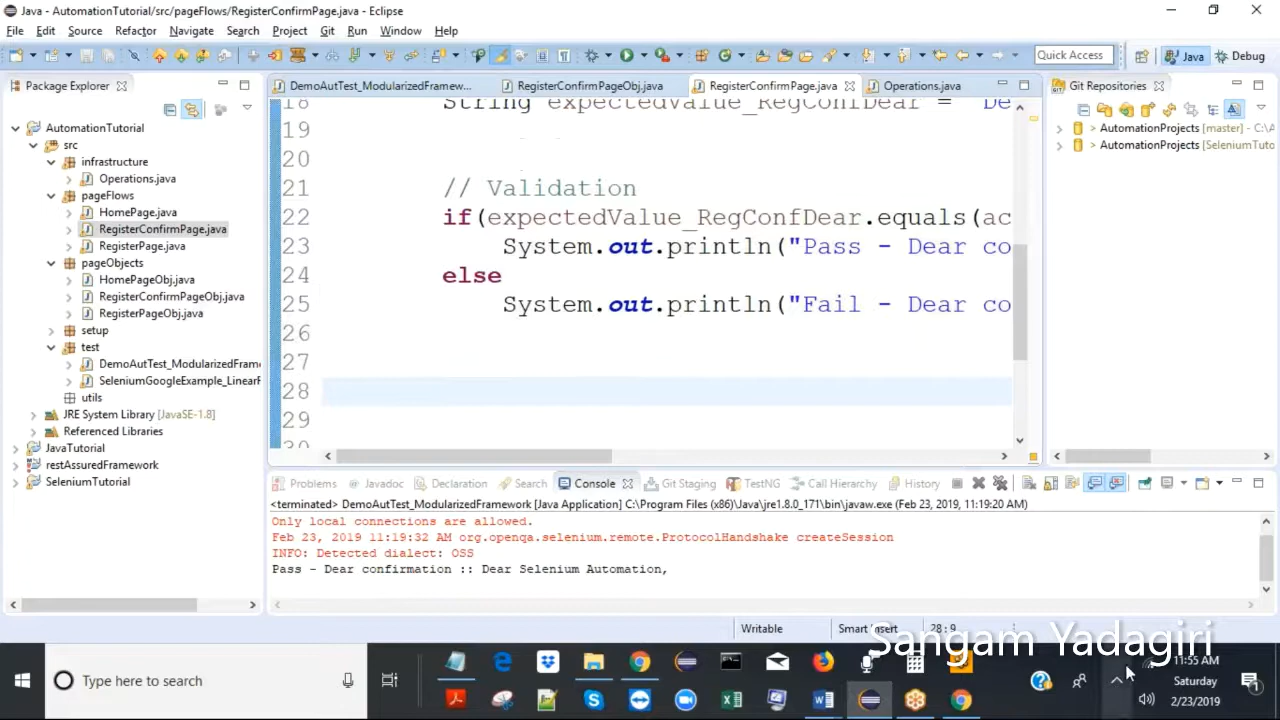 Java - AutomationTutorial/src/pageFlows/RegisterConfirmPage.java - Eclipse
File Edit Source Refactor Navigate Search Project Git Run Window Help
Quick Access
Java
Debug
Package Explorer
AutomationTutorial
src
infrastructure
Operations.java
pageFlows
HomePage.java
RegisterConfirmPage.java
RegisterPage.java
pageObjects
HomePageObj.java
RegisterConfirmPageObj.java
RegisterPageObj.java
setup
test
DemoAutTest_ModularizedFram
SeleniumGoogleExample_Linear
utils
JRE System Library [JavaSE-1.8]
Referenced Libraries
JavaTutorial
restAssuredFramework
SeleniumTutorial
DemoAutTest_ModularizedFramew...
RegisterConfirmPageObj.java
RegisterConfirmPage.java
Operations.java
18 String expectedValue_RegConfDear = "De
19
20
21 // Validation
22 if(expectedValue_RegConfDear.equals(ac
23 System.out.println("Pass - Dear co
24 else
25 System.out.println("Fail - Dear co
26
27
28
29
30
Git Repositories
> AutomationProjects [master] - C:\A
> AutomationProjects [SeleniumTuto
Problems
Javadoc
Declaration
Search
Console
Git Staging
TestNG
Call Hierarchy
History
<terminated> DemoAutTest_ModularizedFramework [Java Application] C:\Program Files (x86)\Java\jre1.8.0_171\bin\javaw.exe (Feb 23, 2019, 11:19:20 AM)
Only local connections are allowed.
Feb 23, 2019 11:19:32 AM org.openqa.selenium.remote.ProtocolHandshake createSession
INFO: Detected dialect: OSS
Pass - Dear confirmation :: Dear Selenium Automation,
Writable
Smart Insert
28 : 9
Sangam Yadagiri
Type here to search
11:55 AM
Saturday
2/23/2019